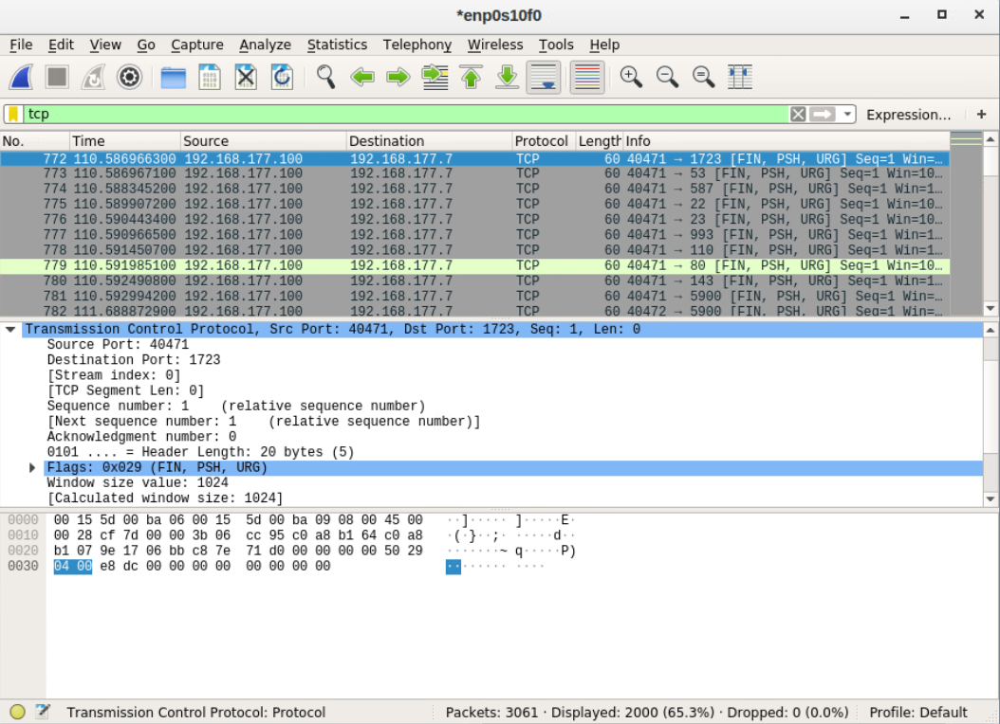 *enp0s10f0
File Edit View Go Capture Analyze Statistics Telephony Wireless Tools Help
tcp Expression… +
No. Time Source Destination Protocol Length Info
772 110.586966300 192.168.177.100 192.168.177.7 TCP 60 40471 → 1723 [FIN, PSH, URG] Seq=1 Win=…
773 110.586967100 192.168.177.100 192.168.177.7 TCP 60 40471 → 53 [FIN, PSH, URG] Seq=1 Win=10…
774 110.588345200 192.168.177.100 192.168.177.7 TCP 60 40471 → 587 [FIN, PSH, URG] Seq=1 Win=1…
775 110.589907200 192.168.177.100 192.168.177.7 TCP 60 40471 → 22 [FIN, PSH, URG] Seq=1 Win=10…
776 110.590443400 192.168.177.100 192.168.177.7 TCP 60 40471 → 23 [FIN, PSH, URG] Seq=1 Win=10…
777 110.590966500 192.168.177.100 192.168.177.7 TCP 60 40471 → 993 [FIN, PSH, URG] Seq=1 Win=1…
778 110.591450700 192.168.177.100 192.168.177.7 TCP 60 40471 → 110 [FIN, PSH, URG] Seq=1 Win=1…
779 110.591985100 192.168.177.100 192.168.177.7 TCP 60 40471 → 80 [FIN, PSH, URG] Seq=1 Win=10…
780 110.592490800 192.168.177.100 192.168.177.7 TCP 60 40471 → 143 [FIN, PSH, URG] Seq=1 Win=1…
781 110.592994200 192.168.177.100 192.168.177.7 TCP 60 40471 → 5900 [FIN, PSH, URG] Seq=1 Win=…
782 111.688872900 192.168.177.100 192.168.177.7 TCP 60 40472 → 5900 [FIN, PSH, URG] Seq=1 Win=…
Transmission Control Protocol, Src Port: 40471, Dst Port: 1723, Seq: 1, Len: 0
Source Port: 40471
Destination Port: 1723
[Stream index: 0]
[TCP Segment Len: 0]
Sequence number: 1 (relative sequence number)
[Next sequence number: 1 (relative sequence number)]
Acknowledgment number: 0
0101 .... = Header Length: 20 bytes (5)
Flags: 0x029 (FIN, PSH, URG)
Window size value: 1024
[Calculated window size: 1024]
0000 00 15 5d 00 ba 06 00 15 5d 00 ba 09 08 00 45 00 ··]····· ]·····E·
0010 00 28 cf 7d 00 00 3b 06 cc 95 c0 a8 b1 64 c0 a8 ·(·}··;· ·····d··
0020 b1 07 9e 17 06 bb c8 7e 71 d0 00 00 00 00 50 29 ·······~ q·····P)
0030 04 00 e8 dc 00 00 00 00 00 00 00 00 ········ ····
Transmission Control Protocol: Protocol Packets: 3061 · Displayed: 2000 (65.3%) · Dropped: 0 (0.0%) Profile: Default